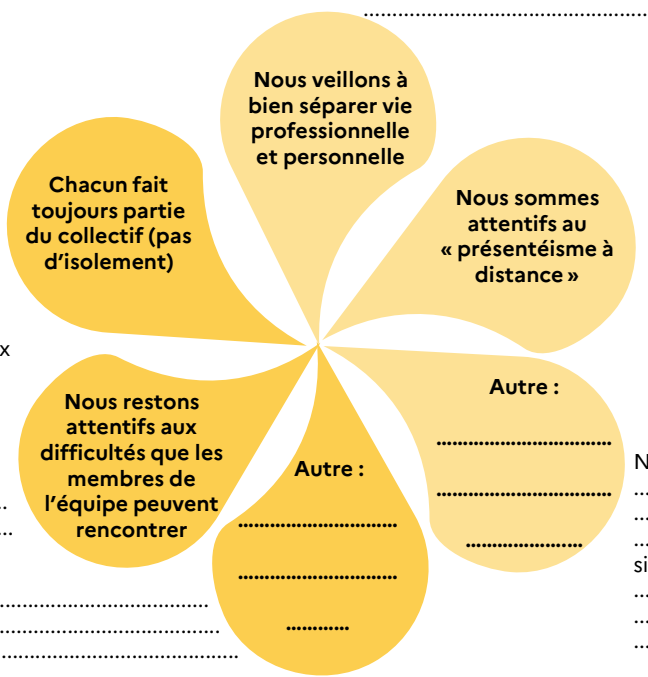 .......................................................
Nous veillons à
bien séparer vie
professionnelle
et personnelle
Chacun fait
toujours partie
du collectif (pas
d'isolement)
Nous sommes
attentifs au
« présentéisme à
distance »
x
Nous restons
attentifs aux
difficultés que les
membres de
l'équipe peuvent
rencontrer
Autre :
.................................
.................................
......................
Autre :
..............................
..............................
............
N
...
...
...
si
...
...
...
..
...
.......................................
.........................................
............................................